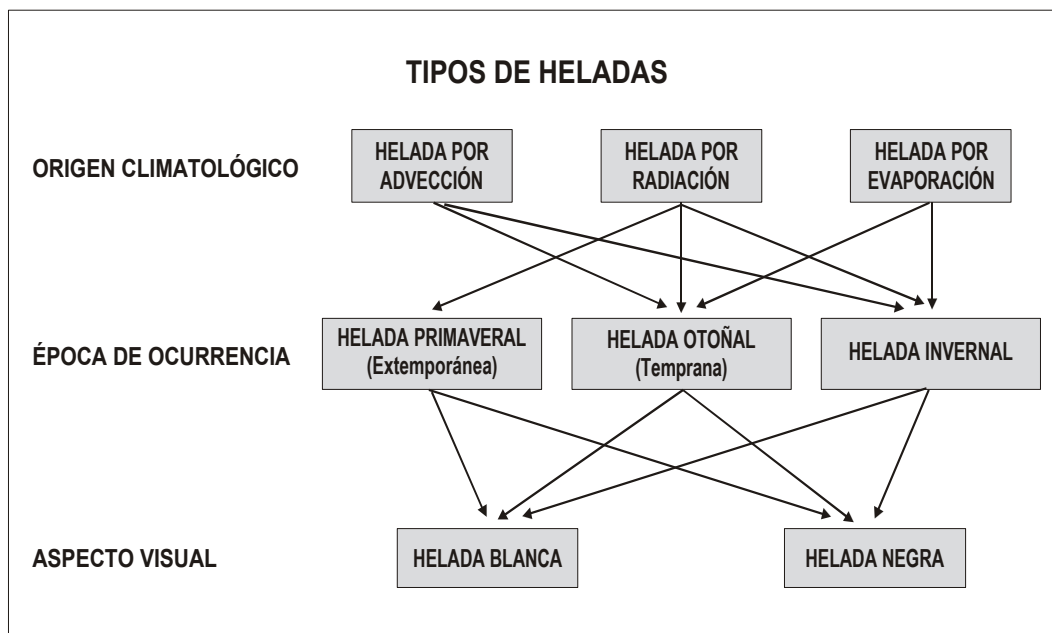 TIPOS DE HELADAS
ORIGEN CLIMATOLÓGICO
HELADA POR
ADVECCIÓN
HELADA POR
RADIACIÓN
HELADA POR
EVAPORACIÓN
ÉPOCA DE OCURRENCIA
HELADA PRIMAVERAL
(Extemporánea)
HELADA OTOÑAL
(Temprana)
HELADA INVERNAL
ASPECTO VISUAL
HELADA BLANCA
HELADA NEGRA